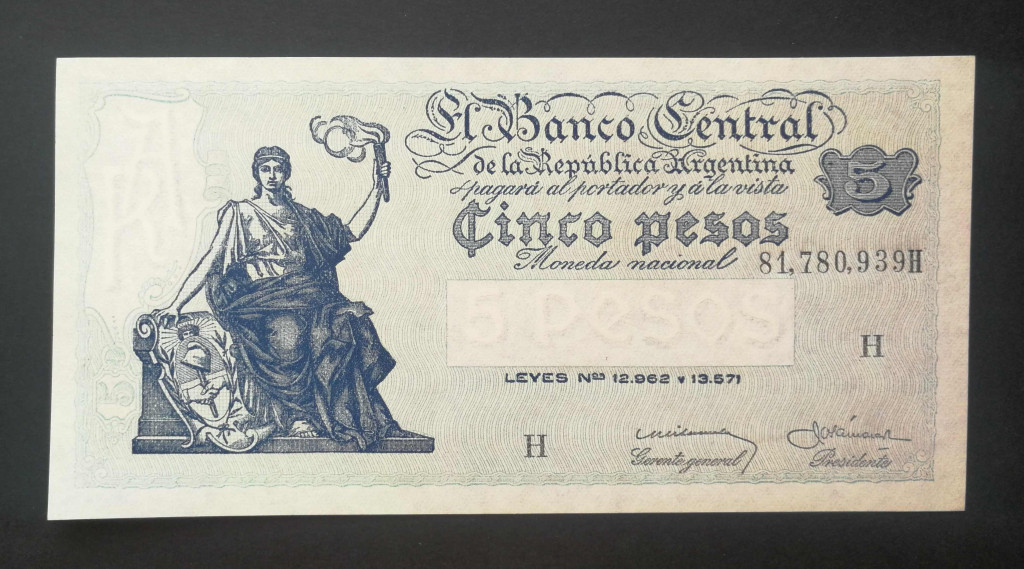 El Banco Central
de la República Argentina
pagará al portador y á la vista
5
Cinco pesos
Moneda nacional
81,780,939H
5 pesos
H
LEYES Nos 12.962 y 13.571
H
Gerente general
Presidente